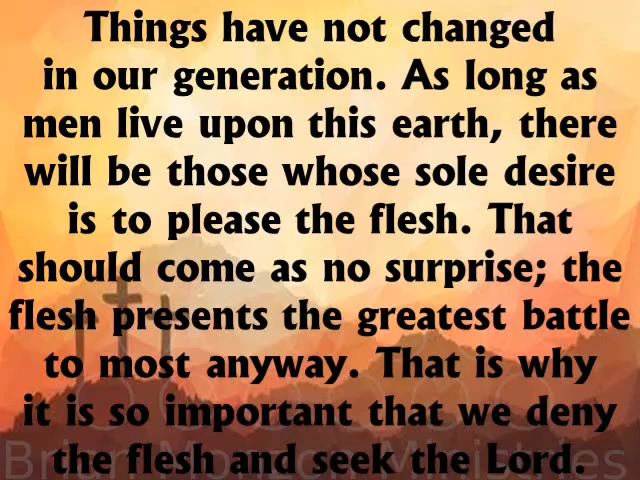 Things have not changed
in our generation. As long as
men live upon this earth, there
will be those whose sole desire
is to please the flesh. That
should come as no surprise; the
flesh presents the greatest battle
to most anyway. That is why
it is so important that we deny
the flesh and seek the Lord.
Brian Monzon Ministries